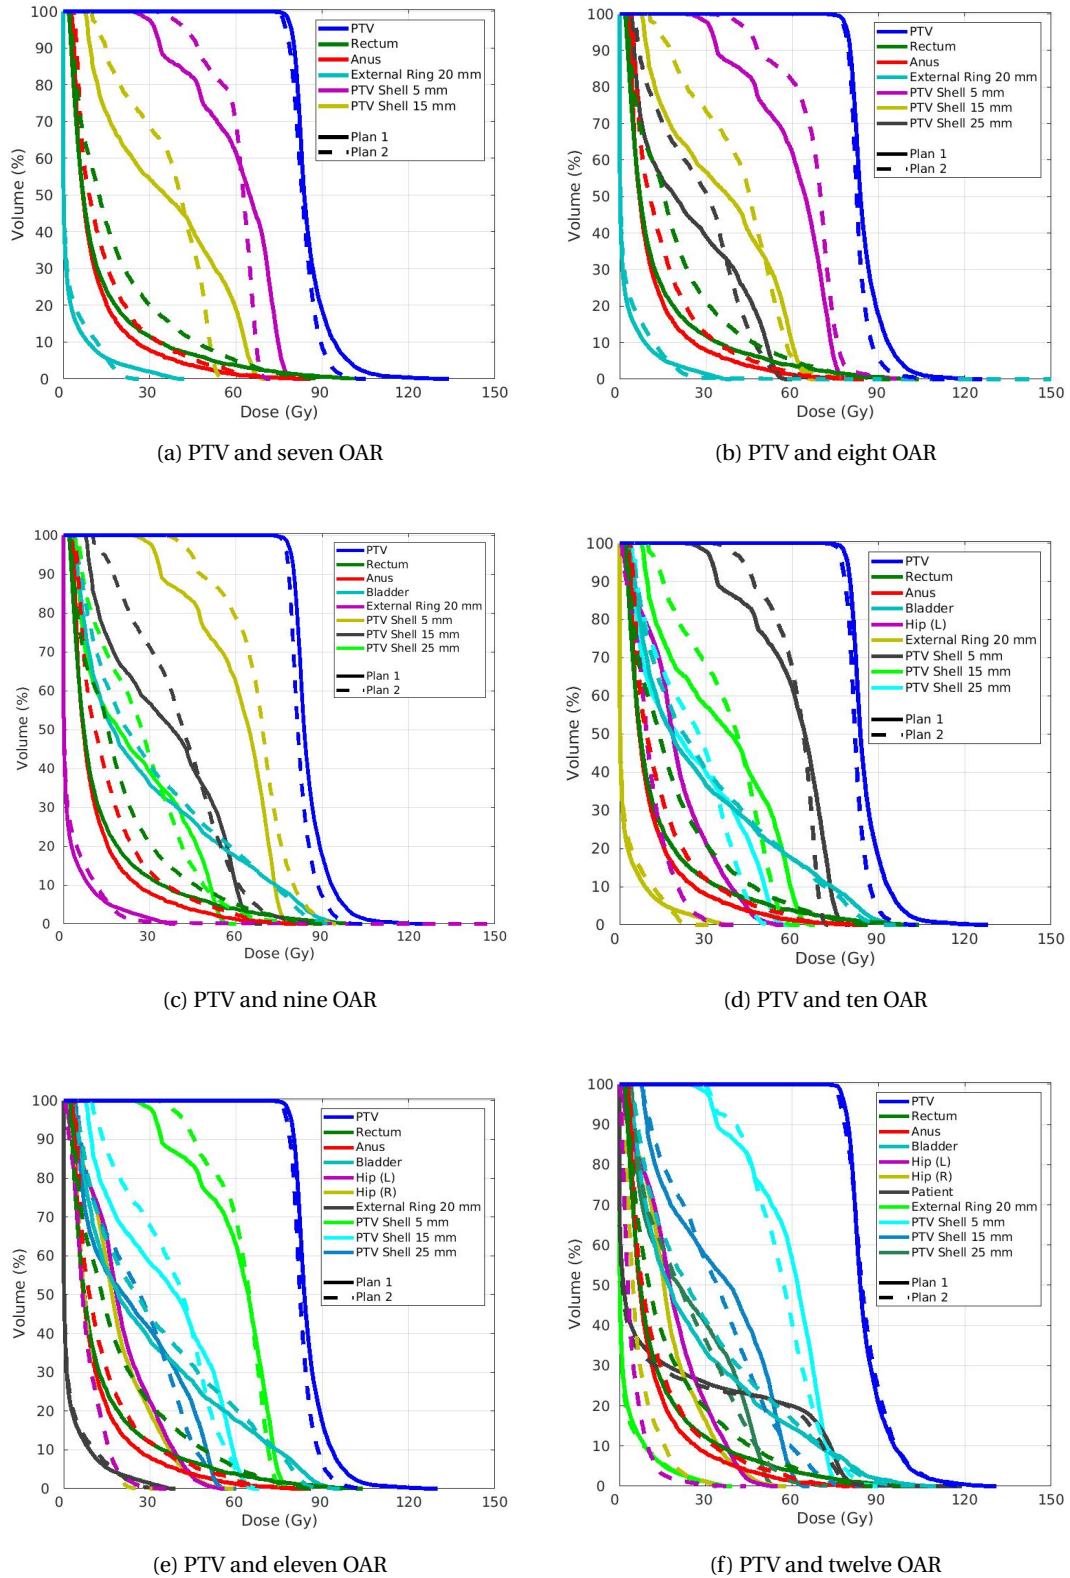 100
90
80
70
60
50
40
30
20
10
0
Volume (%)
0 30 60 90 120 150
Dose (Gy)
PTV
Rectum
Anus
External Ring 20 mm
PTV Shell 5 mm
PTV Shell 15 mm
Plan 1
Plan 2
(a) PTV and seven OAR
100
90
80
70
60
50
40
30
20
10
0
Volume (%)
0 30 60 90 120 150
Dose (Gy)
PTV
Rectum
Anus
External Ring 20 mm
PTV Shell 5 mm
PTV Shell 15 mm
PTV Shell 25 mm
Plan 1
Plan 2
(b) PTV and eight OAR
100
90
80
70
60
50
40
30
20
10
0
Volume (%)
0 30 60 90 120 150
Dose (Gy)
PTV
Rectum
Anus
Bladder
External Ring 20 mm
PTV Shell 5 mm
PTV Shell 15 mm
PTV Shell 25 mm
Plan 1
Plan 2
(c) PTV and nine OAR
100
90
80
70
60
50
40
30
20
10
0
Volume (%)
0 30 60 90 120 150
Dose (Gy)
PTV
Rectum
Anus
Bladder
Hip (L)
External Ring 20 mm
PTV Shell 5 mm
PTV Shell 15 mm
PTV Shell 25 mm
Plan 1
Plan 2
(d) PTV and ten OAR
100
90
80
70
60
50
40
30
20
10
0
Volume (%)
0 30 60 90 120 150
Dose (Gy)
PTV
Rectum
Anus
Bladder
Hip (L)
Hip (R)
External Ring 20 mm
PTV Shell 5 mm
PTV Shell 15 mm
PTV Shell 25 mm
Plan 1
Plan 2
(e) PTV and eleven OAR
100
90
80
70
60
50
40
30
20
10
0
Volume (%)
0 30 60 90 120 150
Dose (Gy)
PTV
Rectum
Anus
Bladder
Hip (L)
Hip (R)
Patient
External Ring 20 mm
PTV Shell 5 mm
PTV Shell 15 mm
PTV Shell 25 mm
Plan 1
Plan 2
(f) PTV and twelve OAR